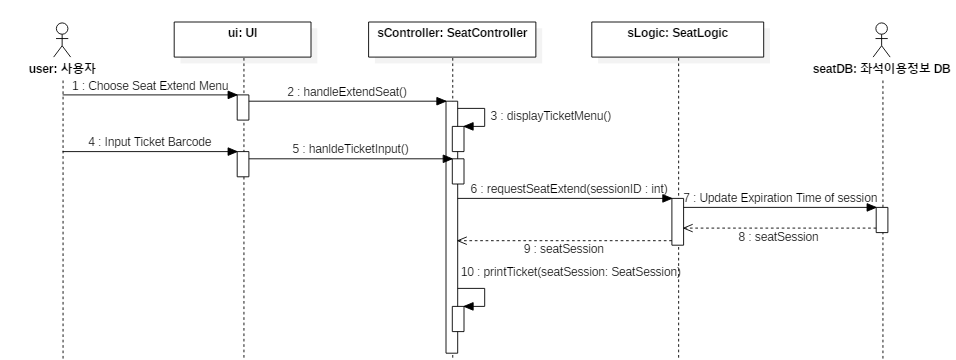 ui: UI
sController: SeatController
sLogic: SeatLogic
user: 사용자
seatDB: 좌석이용정보 DB
1 : Choose Seat Extend Menu
2 : handleExtendSeat()
3 : displayTicketMenu()
4 : Input Ticket Barcode
5 : hanldeTicketInput()
6 : requestSeatExtend(sessionID : int)
7 : Update Expiration Time of session
8 : seatSession
9 : seatSession
10 : printTicket(seatSession: SeatSession)